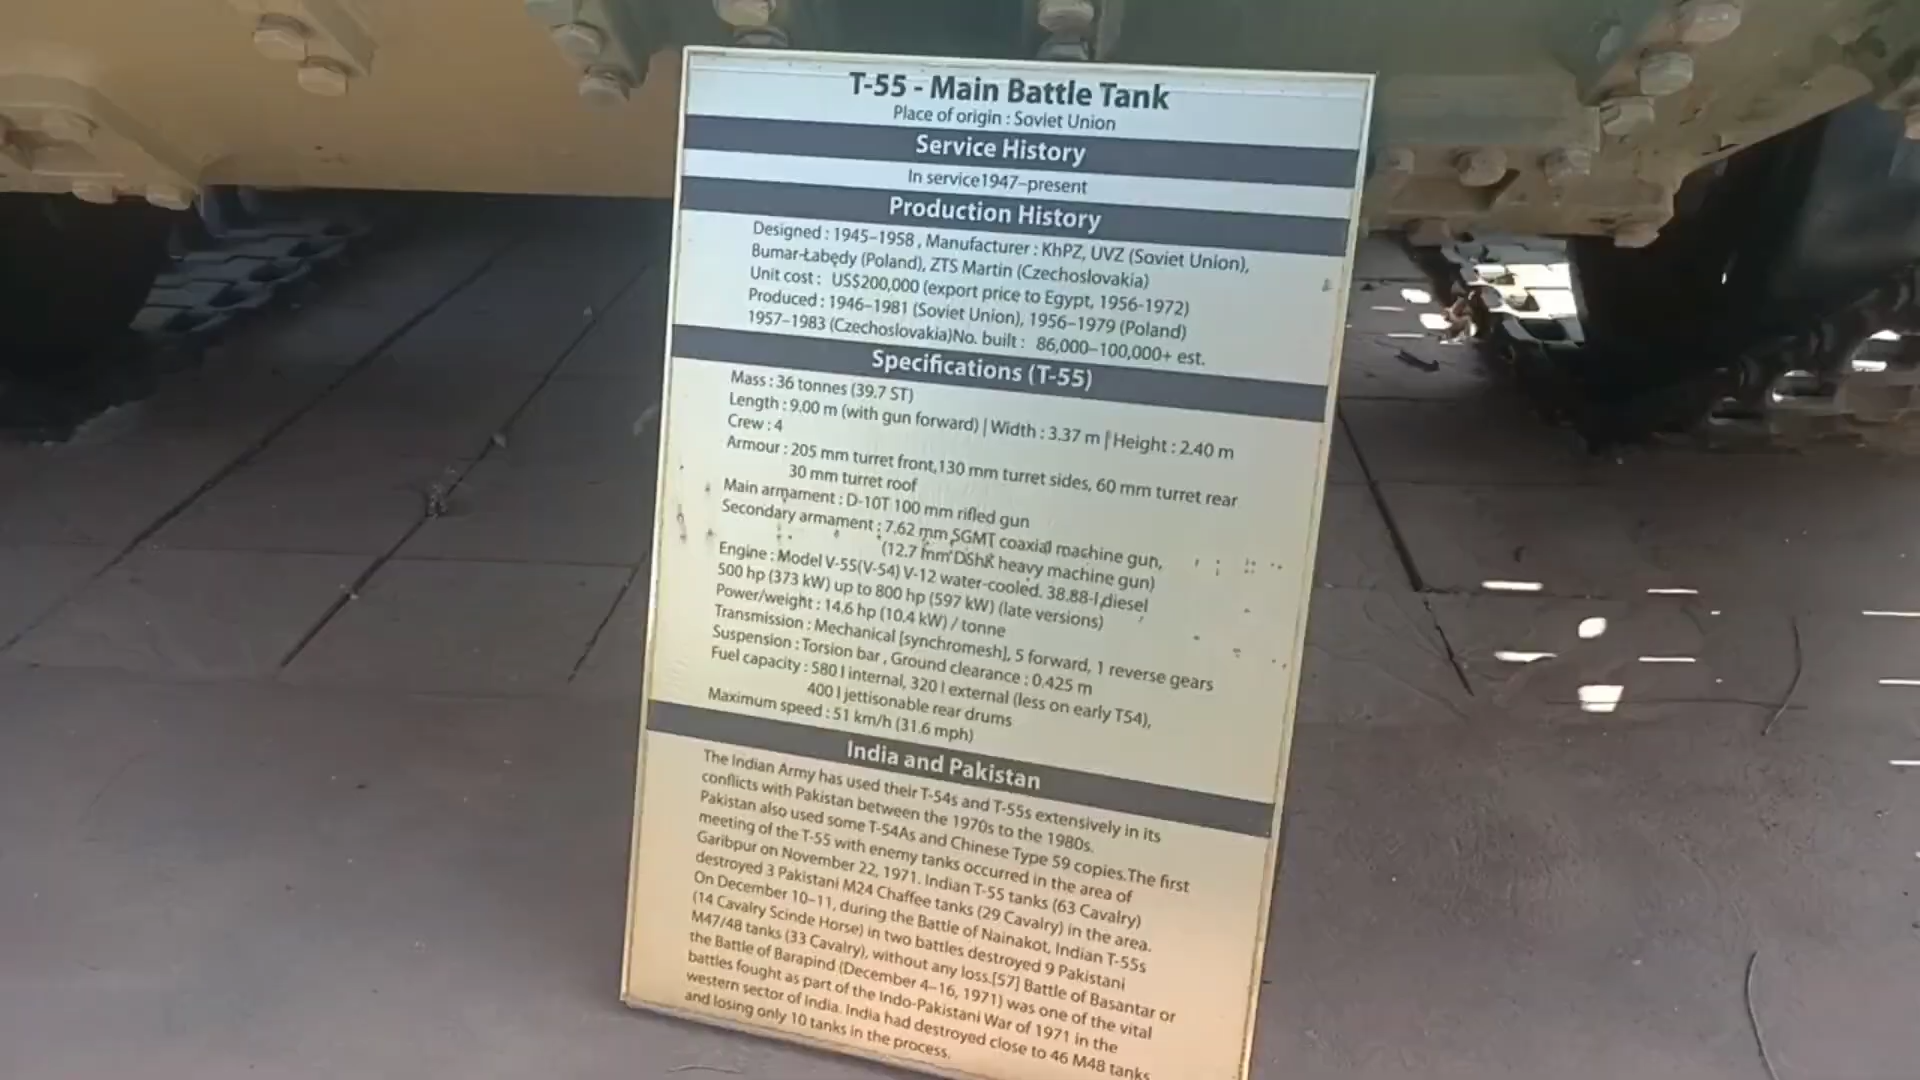 T-55 - Main Battle Tank
Place of origin : Soviet Union
Service History
In service1947–present
Production History
Designed : 1945–1958 , Manufacturer : KhPZ, UVZ (Soviet Union),
Bumar-Łabędy (Poland), ZTS Martin (Czechoslovakia)
Unit cost : US$200,000 (export price to Egypt, 1956-1972)
Produced : 1946–1981 (Soviet Union), 1956–1979 (Poland)
1957–1983 (Czechoslovakia)No. built : 86,000–100,000+ est.
Specifications (T-55)
Mass : 36 tonnes (39.7 ST)
Length : 9.00 m (with gun forward) | Width : 3.37 m | Height : 2.40 m
Crew : 4
Armour : 205 mm turret front,130 mm turret sides, 60 mm turret rear
30 mm turret roof
Main armament : D-10T 100 mm rifled gun
Secondary armament : 7.62 mm SGMT coaxial machine gun,
(12.7 mm DShK heavy machine gun)
Engine : Model V-55(V-54) V-12 water-cooled. 38.88-l diesel
500 hp (373 kW) up to 800 hp (597 kW) (late versions)
Power/weight : 14.6 hp (10.4 kW) / tonne
Transmission : Mechanical [synchromesh], 5 forward, 1 reverse gears
Suspension : Torsion bar , Ground clearance : 0.425 m
Fuel capacity : 580 l internal, 320 l external (less on early T54),
400 l jettisonable rear drums
Maximum speed : 51 km/h (31.6 mph)
India and Pakistan
The Indian Army has used their T-54s and T-55s extensively in its
conflicts with Pakistan between the 1970s to the 1980s.
Pakistan also used some T-54As and Chinese Type 59 copies.The first
meeting of the T-55 with enemy tanks occurred in the area of
Garibpur on November 22, 1971. Indian T-55 tanks (63 Cavalry)
destroyed 3 Pakistani M24 Chaffee tanks (29 Cavalry) in the area.
On December 10–11, during the Battle of Nainakot, Indian T-55s
(14 Cavalry Scinde Horse) in two battles destroyed 9 Pakistani
M47/48 tanks (33 Cavalry), without any loss.[57] Battle of Basantar or
the Battle of Barapind (December 4–16, 1971) was one of the vital
battles fought as part of the Indo-Pakistani War of 1971 in the
western sector of India. India had destroyed close to 46 M48 tanks
and losing only 10 tanks in the process.